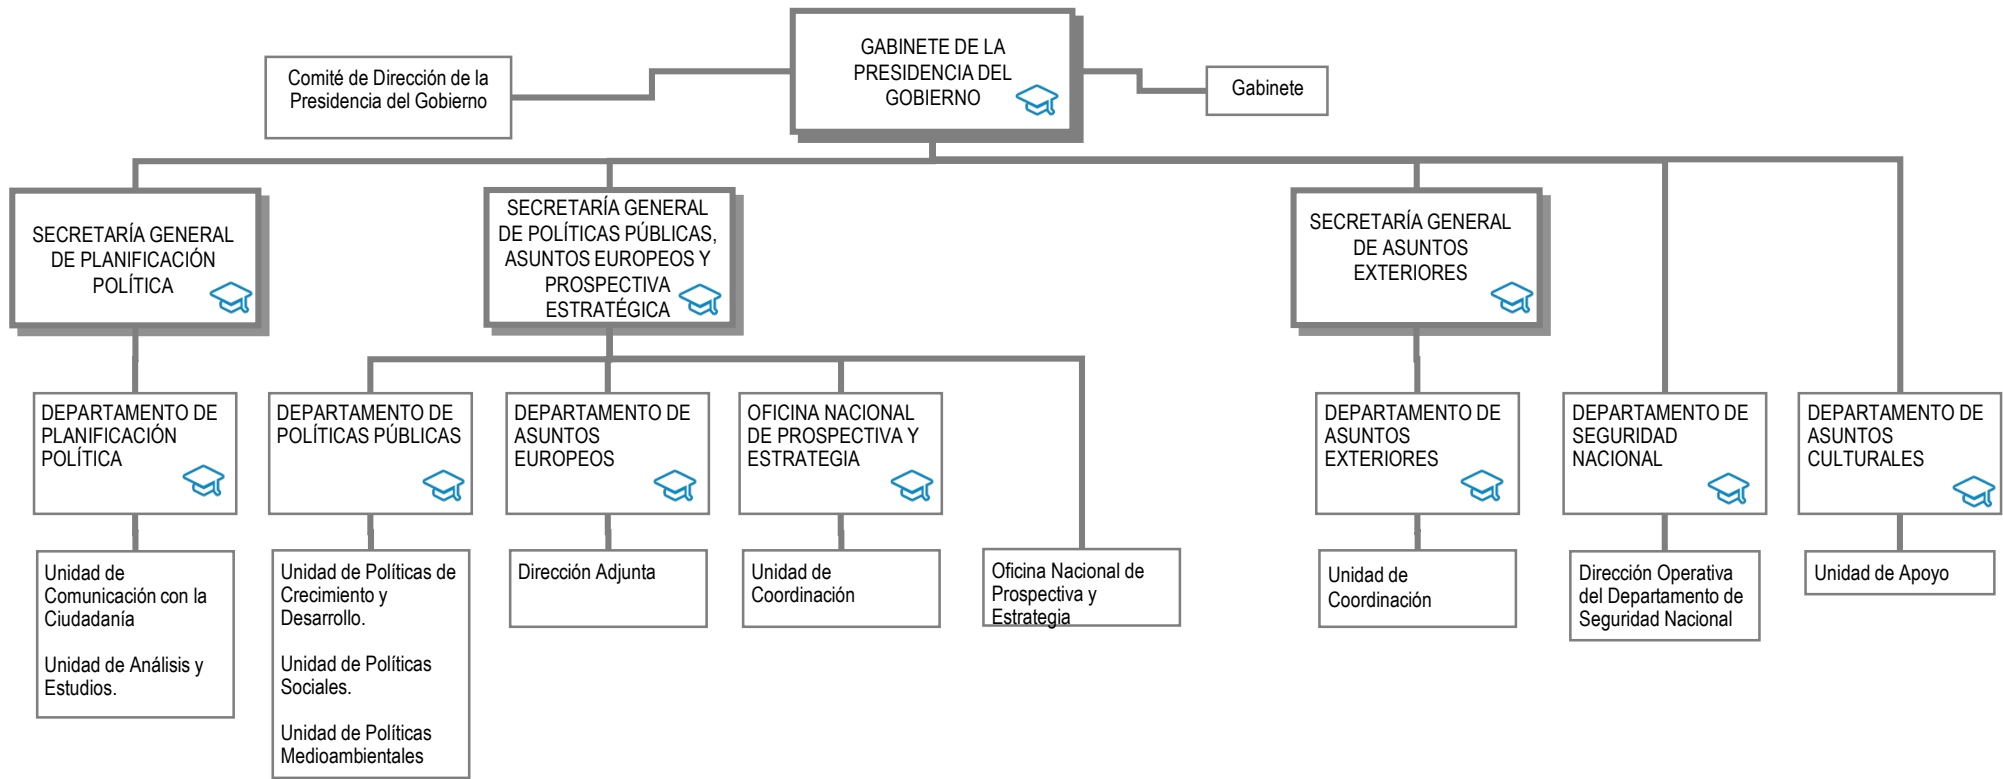 GABINETE DE LA
PRESIDENCIA DEL
GOBIERNO
Comité de Dirección de la
Presidencia del Gobierno
Gabinete
SECRETARÍA GENERAL
DE PLANIFICACIÓN
POLÍTICA
SECRETARÍA GENERAL
DE POLÍTICAS PÚBLICAS,
ASUNTOS EUROPEOS Y
PROSPECTIVA
ESTRATÉGICA
SECRETARÍA GENERAL
DE ASUNTOS
EXTERIORES
DEPARTAMENTO DE
PLANIFICACIÓN
POLÍTICA
DEPARTAMENTO DE
POLÍTICAS PÚBLICAS
DEPARTAMENTO DE
ASUNTOS
EUROPEOS
OFICINA NACIONAL
DE PROSPECTIVA Y
ESTRATEGIA
DEPARTAMENTO DE
ASUNTOS
EXTERIORES
DEPARTAMENTO DE
SEGURIDAD
NACIONAL
DEPARTAMENTO DE
ASUNTOS
CULTURALES
Unidad de
Comunicación con la
Ciudadanía
Unidad de Análisis y
Estudios.
Unidad de Políticas de
Crecimiento y
Desarrollo.
Unidad de Políticas
Sociales.
Unidad de Políticas
Medioambientales
Dirección Adjunta
Unidad de
Coordinación
Oficina Nacional de
Prospectiva y
Estrategia
Unidad de
Coordinación
Dirección Operativa
del Departamento de
Seguridad Nacional
Unidad de Apoyo